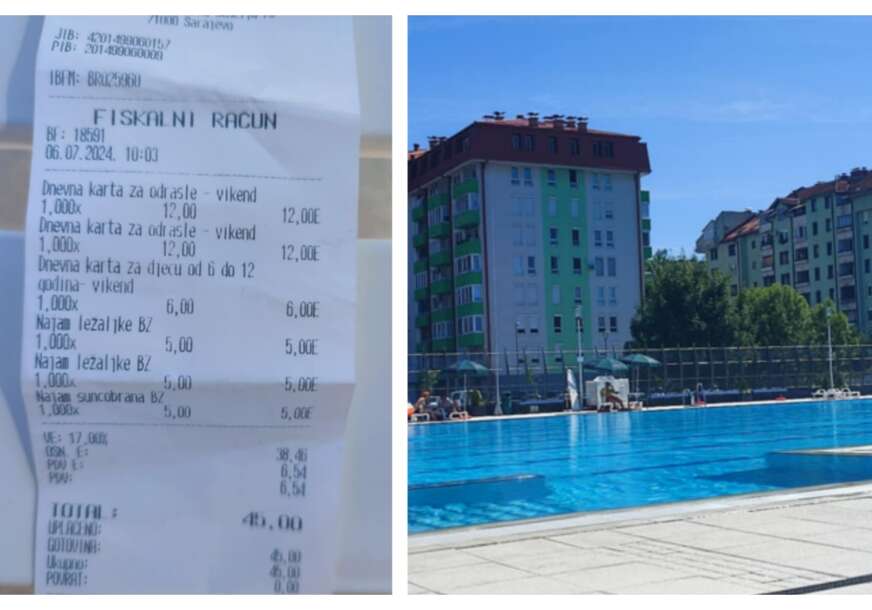 71000 Sarajevo
JIB: 4201499060157
PIB: 201499060009
IBFM: BR025960
FISKALNI RAČUN
BF: 18591
06.07.2024. 10:03
Dnevna karta za odrasle - vikend
1,000x 12,00 12,00E
Dnevna karta za odrasle - vikend
1,000x 12,00 12,00E
Dnevna karta za djecu od 6 do 12
godina- vikend
1,000x 6,00 6,00E
Najam ležaljke BZ
1,000x 5,00 5,00E
Najam ležaljke BZ
1,000x 5,00 5,00E
Najam suncobrana BZ
1,000x 5,00 5,00E
VE: 17,00%
OSN. E: 38,46
PDV E: 6,54
PDV: 6,54
TOTAL: 45,00
UPLAĆENO:
GOTOVINA: 45,00
Ukupno: 45,00
POVRAT: 0,00